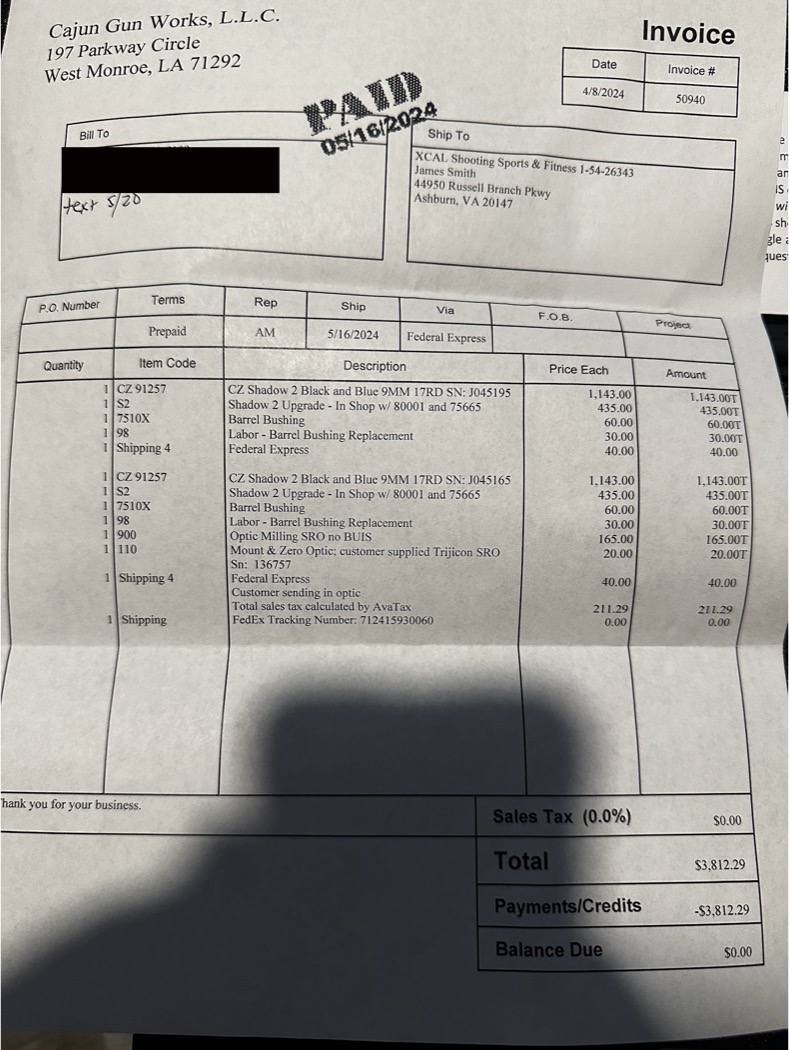 Cajun Gun Works, L.L.C.
197 Parkway Circle
West Monroe, LA 71292
Invoice
Date Invoice #
4/8/2024 50940
PAID
05/16/2024
Bill To
text 5/20
Ship To
XCAL Shooting Sports & Fitness 1-54-26343
James Smith
44950 Russell Branch Pkwy
Ashburn, VA 20147
P.O. Number Terms Rep Ship Via F.O.B. Project
Prepaid AM 5/16/2024 Federal Express
Quantity Item Code Description Price Each Amount
1 CZ 91257 CZ Shadow 2 Black and Blue 9MM 17RD SN: J045195 1,143.00 1,143.00T
1 S2 Shadow 2 Upgrade - In Shop w/ 80001 and 75665 435.00 435.00T
1 7510X Barrel Bushing 60.00 60.00T
1 98 Labor - Barrel Bushing Replacement 30.00 30.00T
1 Shipping 4 Federal Express 40.00 40.00
1 CZ 91257 CZ Shadow 2 Black and Blue 9MM 17RD SN: J045165 1,143.00 1,143.00T
1 S2 Shadow 2 Upgrade - In Shop w/ 80001 and 75665 435.00 435.00T
1 7510X Barrel Bushing 60.00 60.00T
1 98 Labor - Barrel Bushing Replacement 30.00 30.00T
1 900 Optic Milling SRO no BUIS 165.00 165.00T
1 110 Mount & Zero Optic; customer supplied Trijicon SRO 20.00 20.00T
Sn: 136757
1 Shipping 4 Federal Express 40.00 40.00
Customer sending in optic
Total sales tax calculated by AvaTax 211.29 211.29
1 Shipping FedEx Tracking Number: 712415930060 0.00 0.00
hank you for your business.
Sales Tax (0.0%) $0.00
Total $3,812.29
Payments/Credits -$3,812.29
Balance Due $0.00